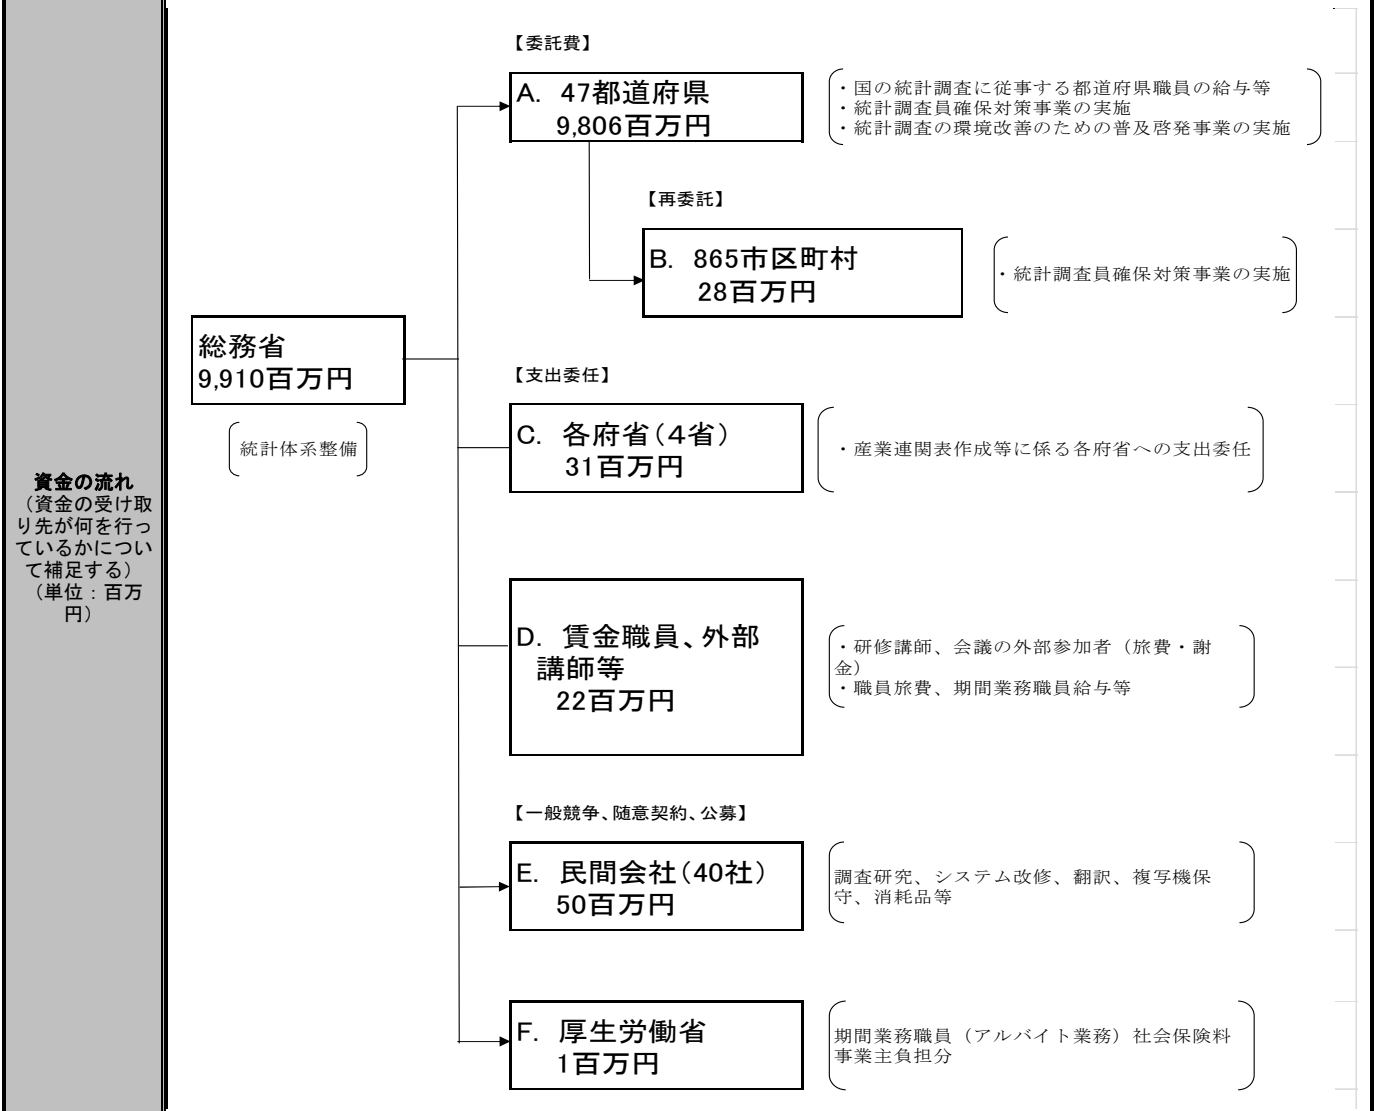 資金の流れ
（資金の受け取
り先が何を行っ
ているかについ
て補足する）
（単位：百万
円）
総務省
9,910百万円
統計体系整備
【委託費】
A. 47都道府県
9,806百万円
・国の統計調査に従事する都道府県職員の給与等
・統計調査員確保対策事業の実施
・統計調査の環境改善のための普及啓発事業の実施
【再委託】
B. 865市区町村
28百万円
・統計調査員確保対策事業の実施
【支出委任】
C. 各府省（4省）
31百万円
・産業連関表作成等に係る各府省への支出委任
D. 賃金職員、外部
講師等
22百万円
・研修講師、会議の外部参加者（旅費・謝
金）
・職員旅費、期間業務職員給与等
【一般競争、随意契約、公募】
E. 民間会社（40社）
50百万円
調査研究、システム改修、翻訳、複写機保
守、消耗品等
F. 厚生労働省
1百万円
期間業務職員（アルバイト業務）社会保険料
事業主負担分